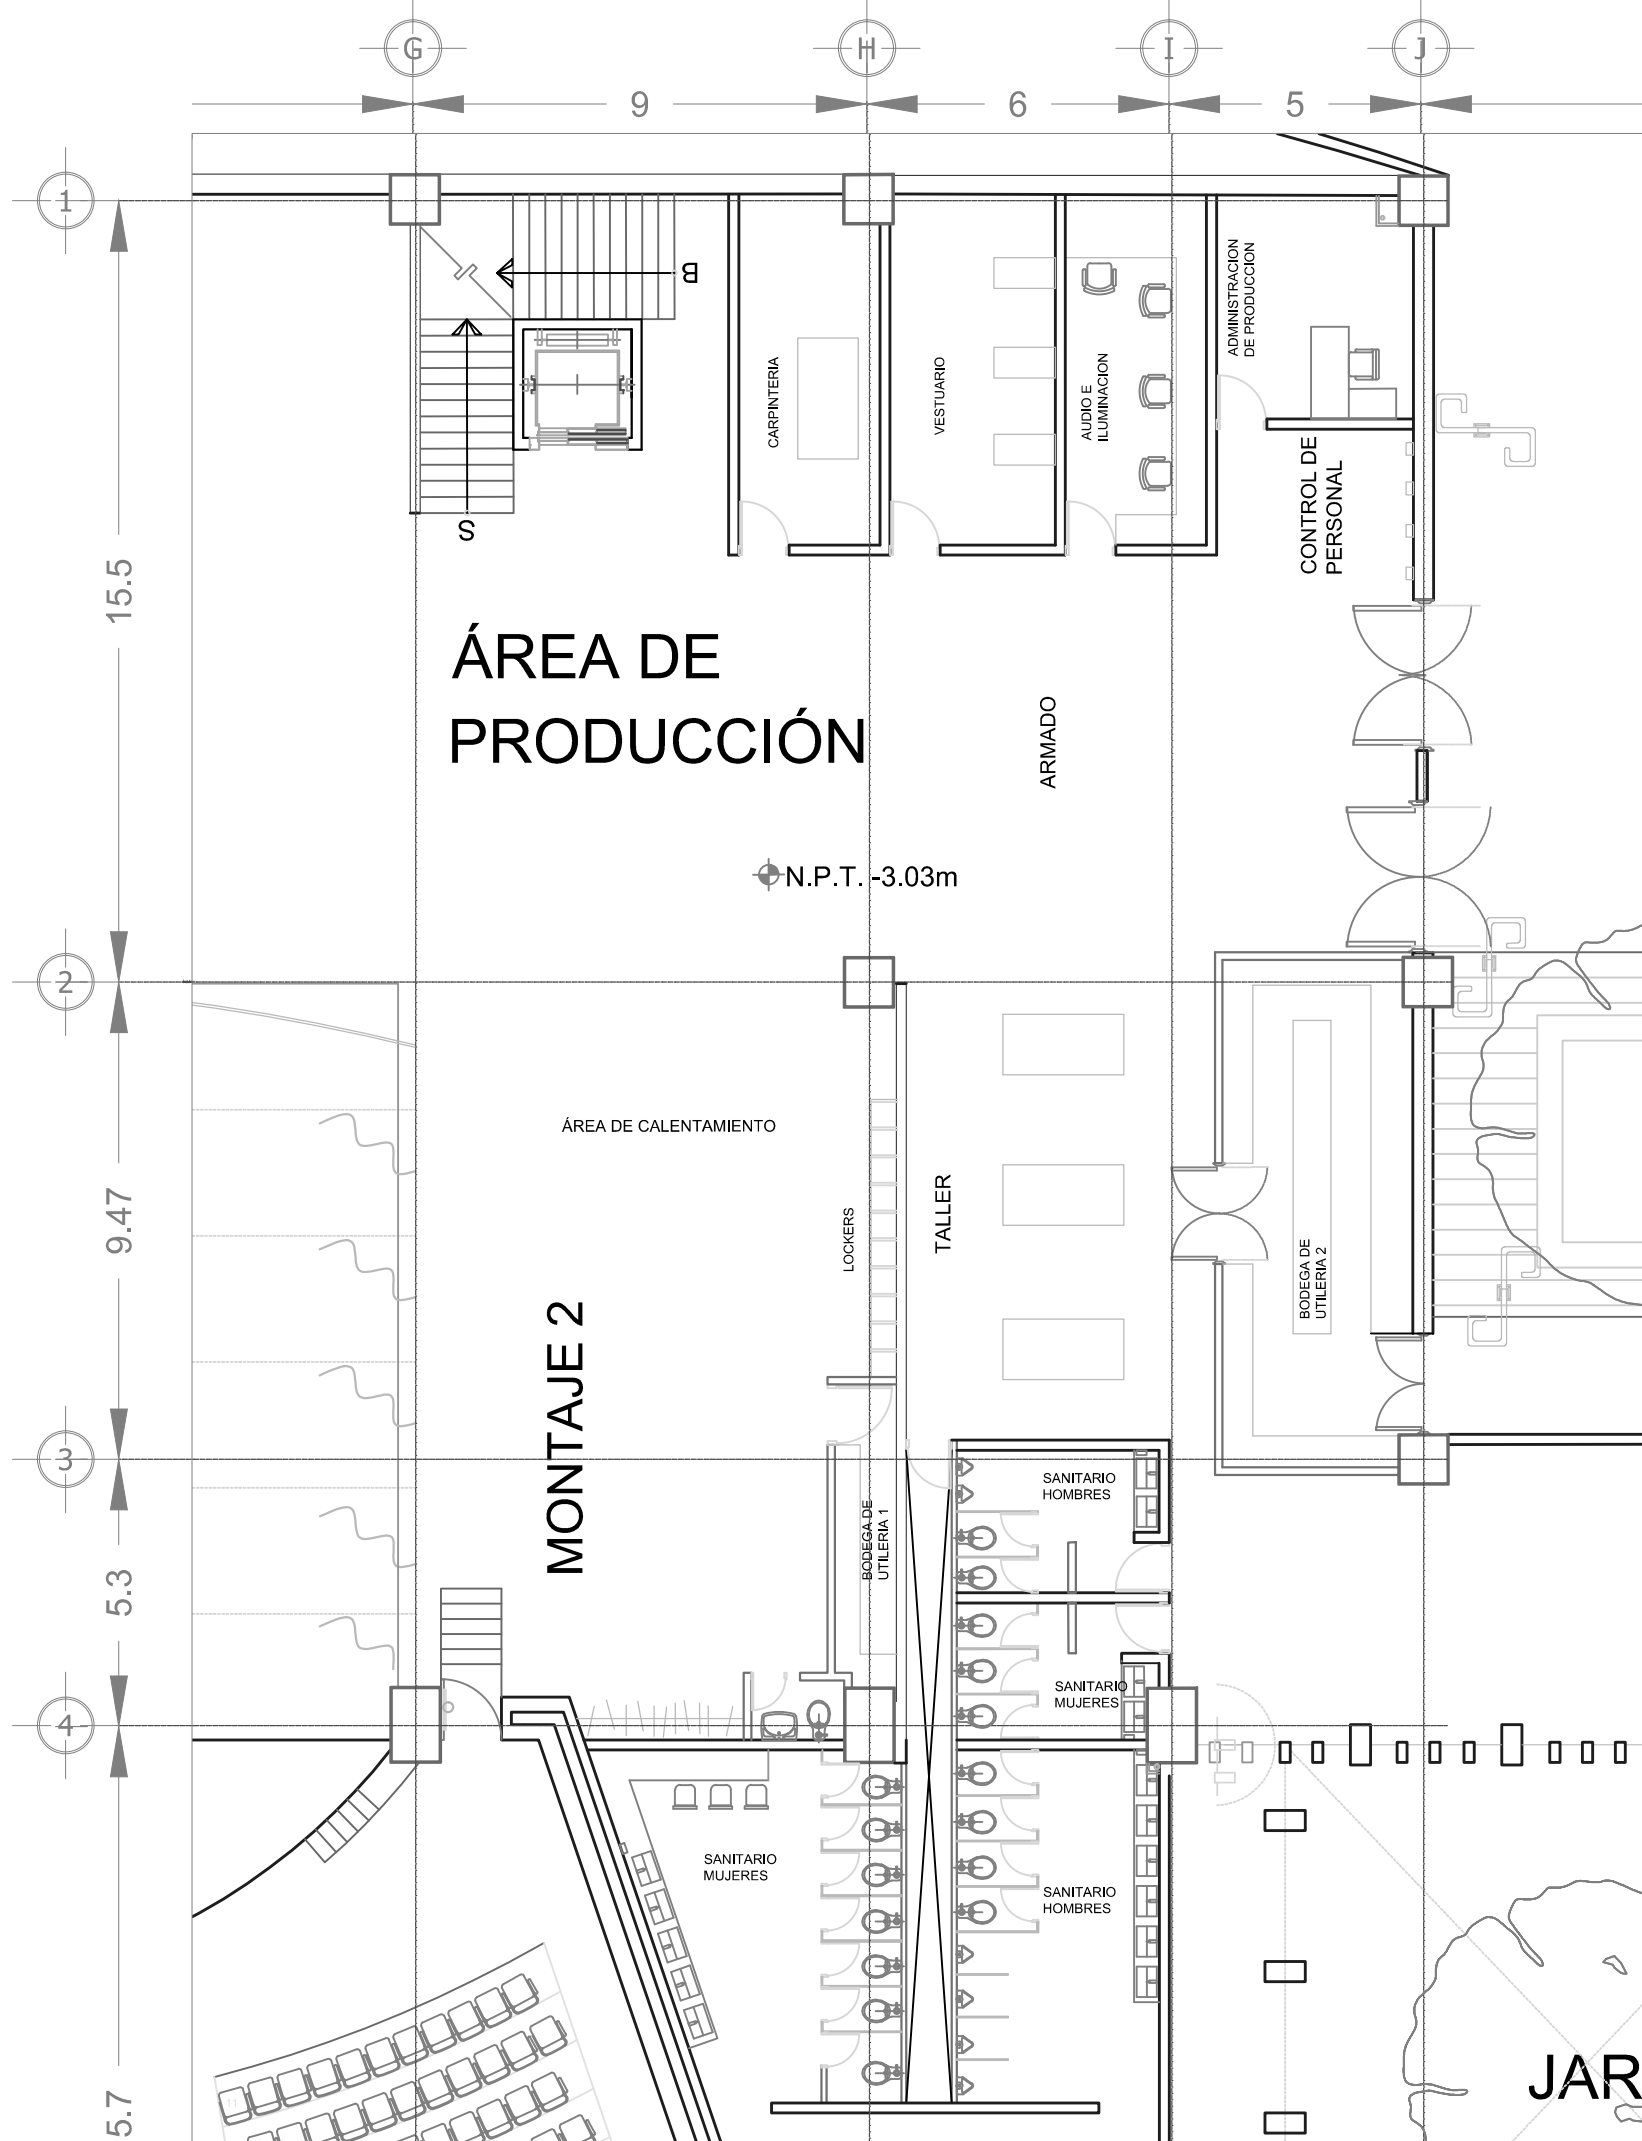 G
H
I
J
9
6
5
1
15.5
B
S
CARPINTERIA
VESTUARIO
AUDIO E
ILUMINACION
ADMINISTRACION
DE PRODUCCION
CONTROL DE
PERSONAL
ÁREA DE
PRODUCCIÓN
ARMADO
N.P.T. -3.03m
2
9.47
ÁREA DE CALENTAMIENTO
LOCKERS
TALLER
BODEGA DE
UTILERIA 2
MONTAJE 2
3
5.3
BODEGA DE
UTILERIA 1
SANITARIO
HOMBRES
SANITARIO
MUJERES
4
SANITARIO
MUJERES
SANITARIO
HOMBRES
5.7
JAR